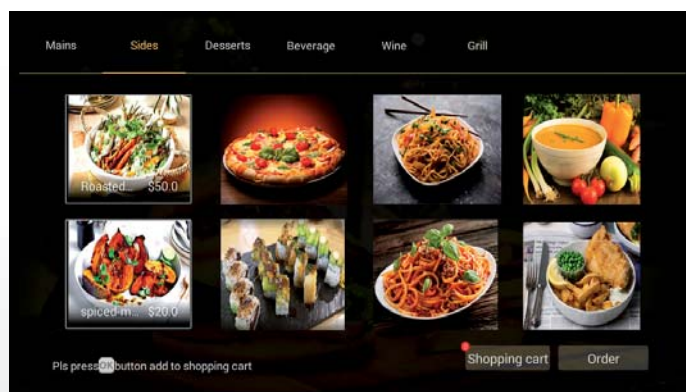 Mains Sides Desserts Beverage Wine Grill
Roasted... $50.0
spiced-m... $20.0
Pls press OK button add to shopping cart
Shopping cart Order